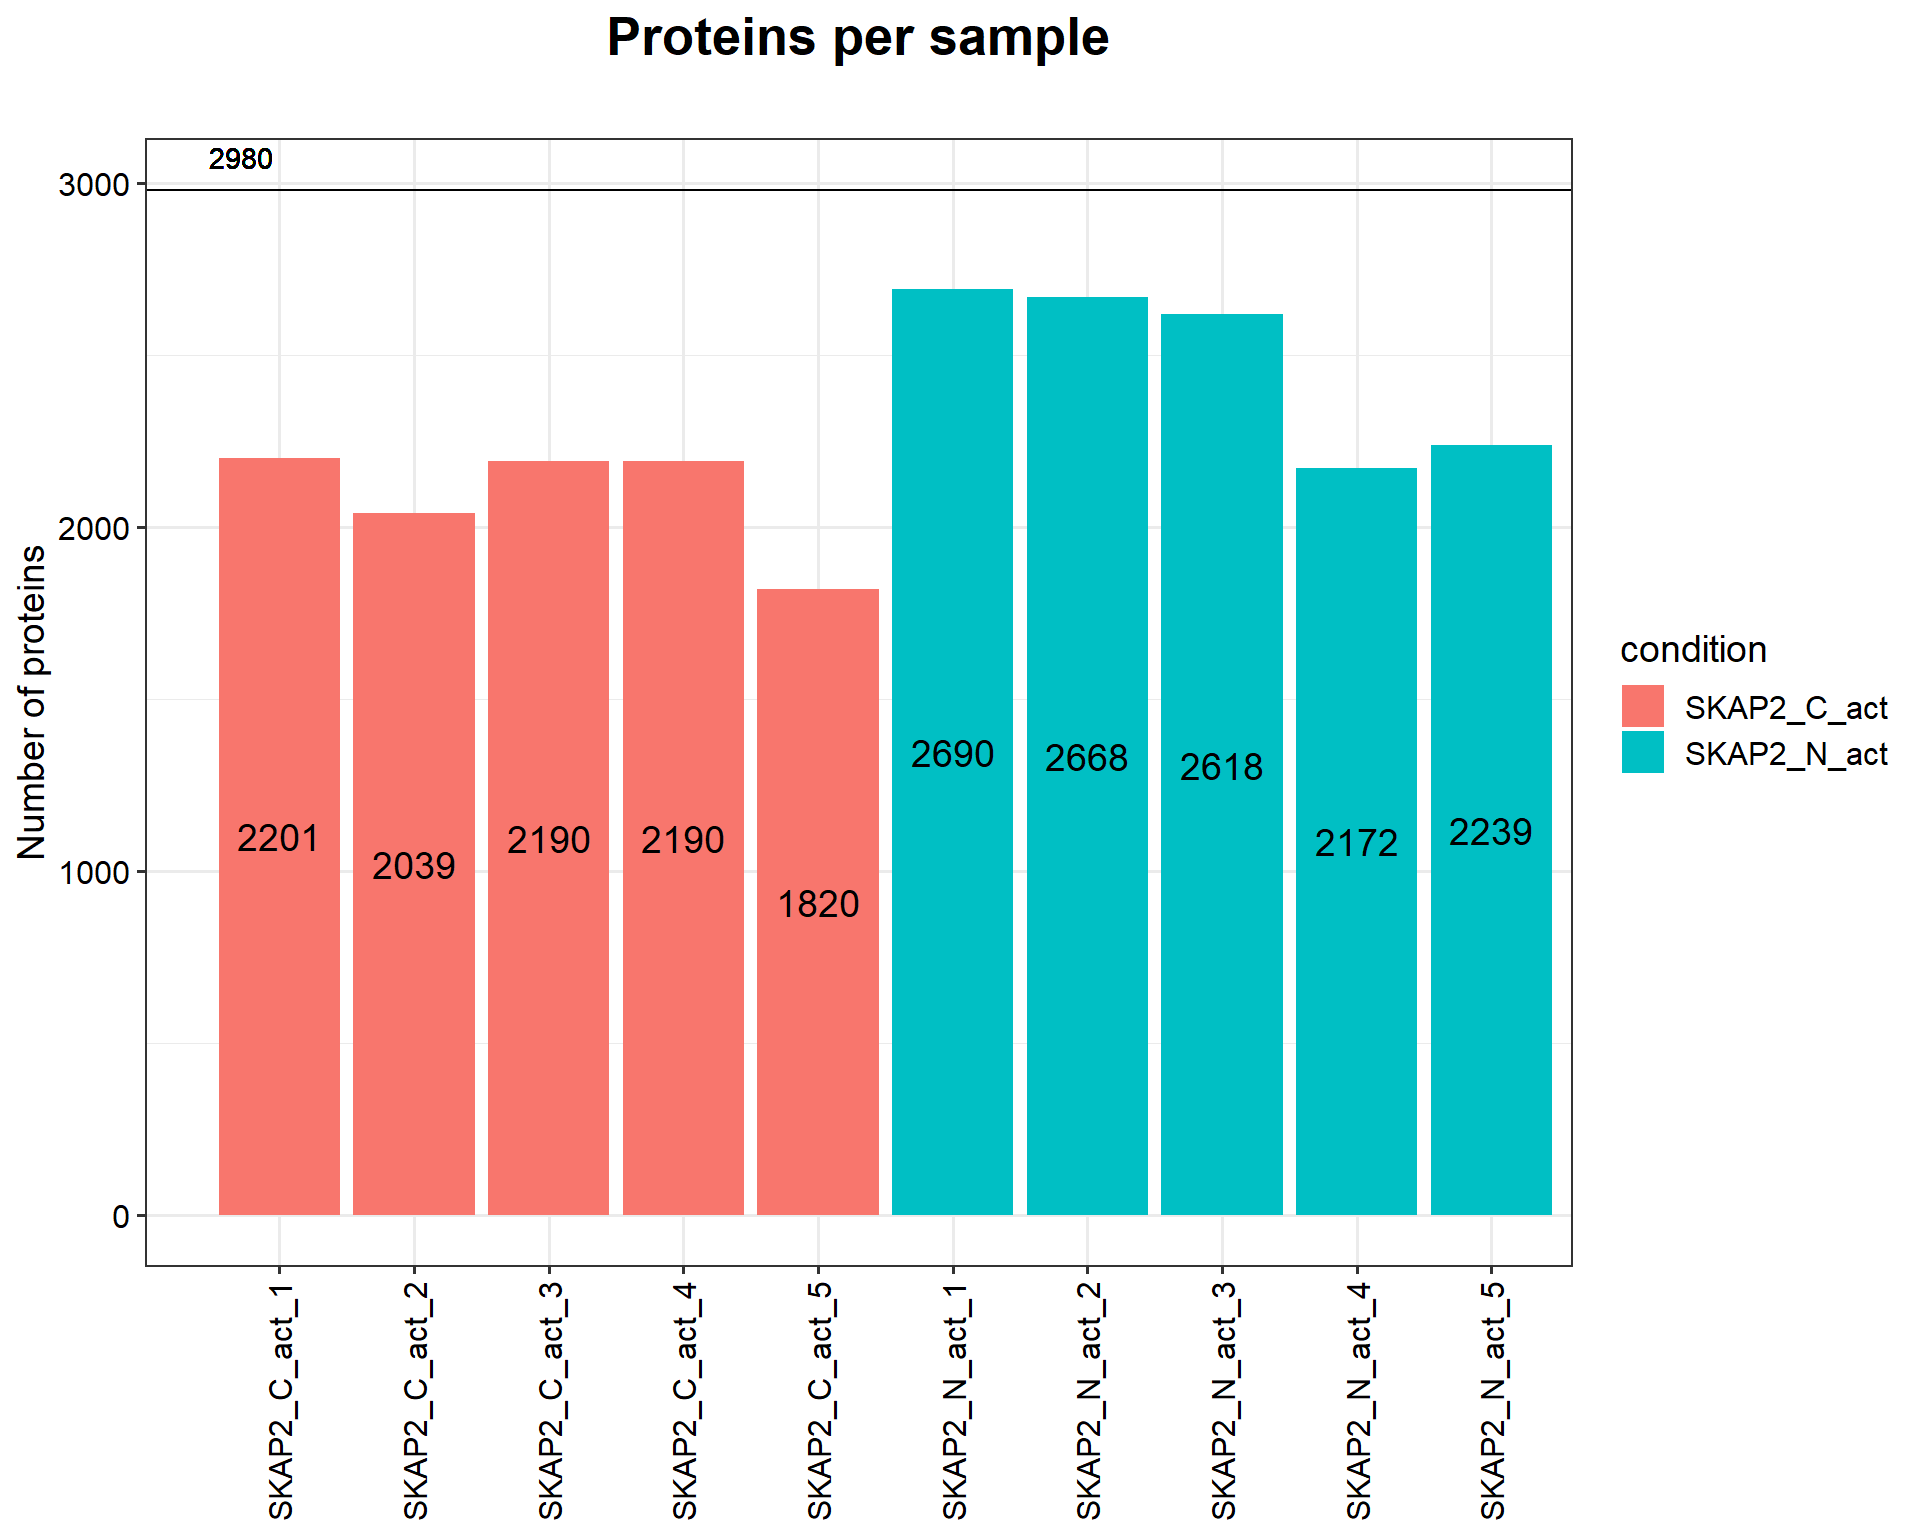 Proteins per sample
2980
3000
2000
1000
0
Number of proteins
2201
2039
2190
2190
1820
2690
2668
2618
2172
2239
SKAP2_C_act_1
SKAP2_C_act_2
SKAP2_C_act_3
SKAP2_C_act_4
SKAP2_C_act_5
SKAP2_N_act_1
SKAP2_N_act_2
SKAP2_N_act_3
SKAP2_N_act_4
SKAP2_N_act_5
condition
SKAP2_C_act
SKAP2_N_act